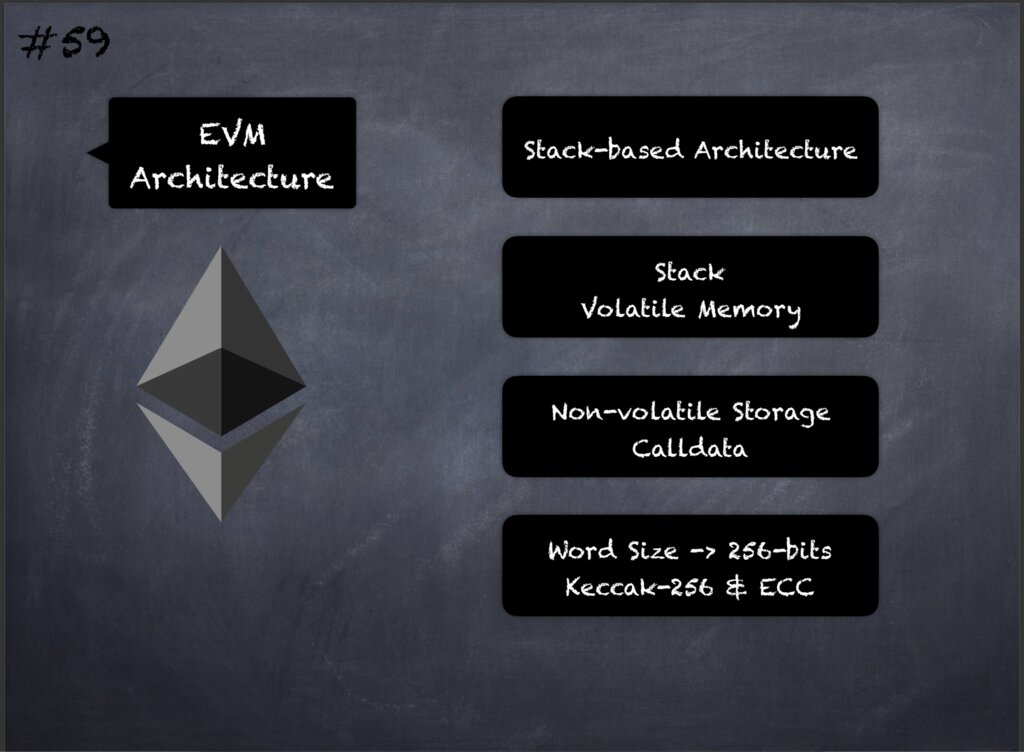 #59
EVM
Architecture
Stack-based Architecture
Stack
Volatile Memory
Non-volatile Storage
Calldata
Word Size -> 256-bits
Keccak-256 & ECC